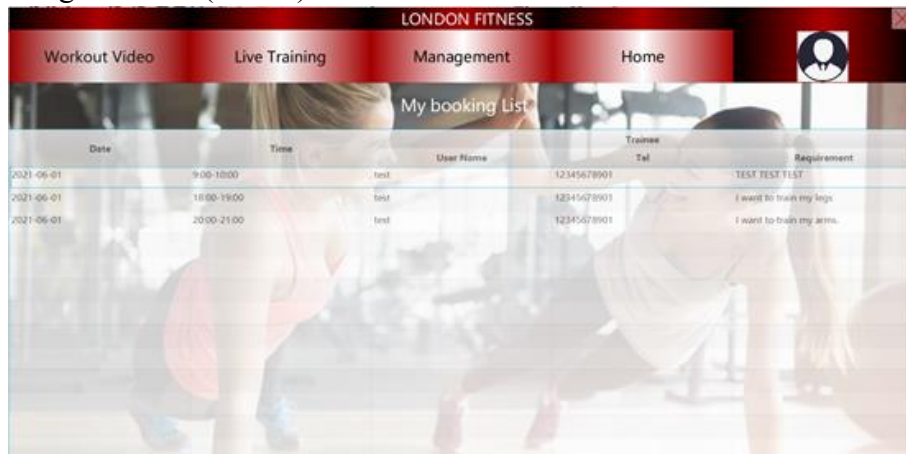 LONDON FITNESS
Workout Video Live Training Management Home
My booking List
Date Time Trainee
User Name Tel Requirement
2021-06-01 9:00-10:00 test 12345678901 TEST TEST TEST
2021-06-01 18:00-19:00 test 12345678901 I want to train my legs
2021-06-01 20:00-21:00 test 12345678901 I want to train my arms.